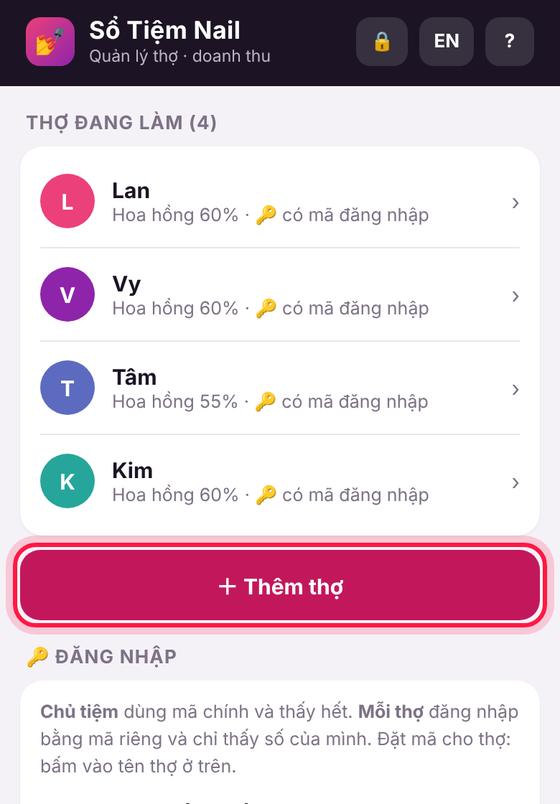 Sổ Tiệm Nail
Quản lý thợ · doanh thu
🔒 EN ?
THỢ ĐANG LÀM (4)
L
Lan
Hoa hồng 60% · 🔑 có mã đăng nhập
›
V
Vy
Hoa hồng 60% · 🔑 có mã đăng nhập
›
T
Tâm
Hoa hồng 55% · 🔑 có mã đăng nhập
›
K
Kim
Hoa hồng 60% · 🔑 có mã đăng nhập
›
+ Thêm thợ
🔑 ĐĂNG NHẬP
Chủ tiệm dùng mã chính và thấy hết. Mỗi thợ đăng nhập
bằng mã riêng và chỉ thấy số của mình. Đặt mã cho thợ:
bấm vào tên thợ ở trên.